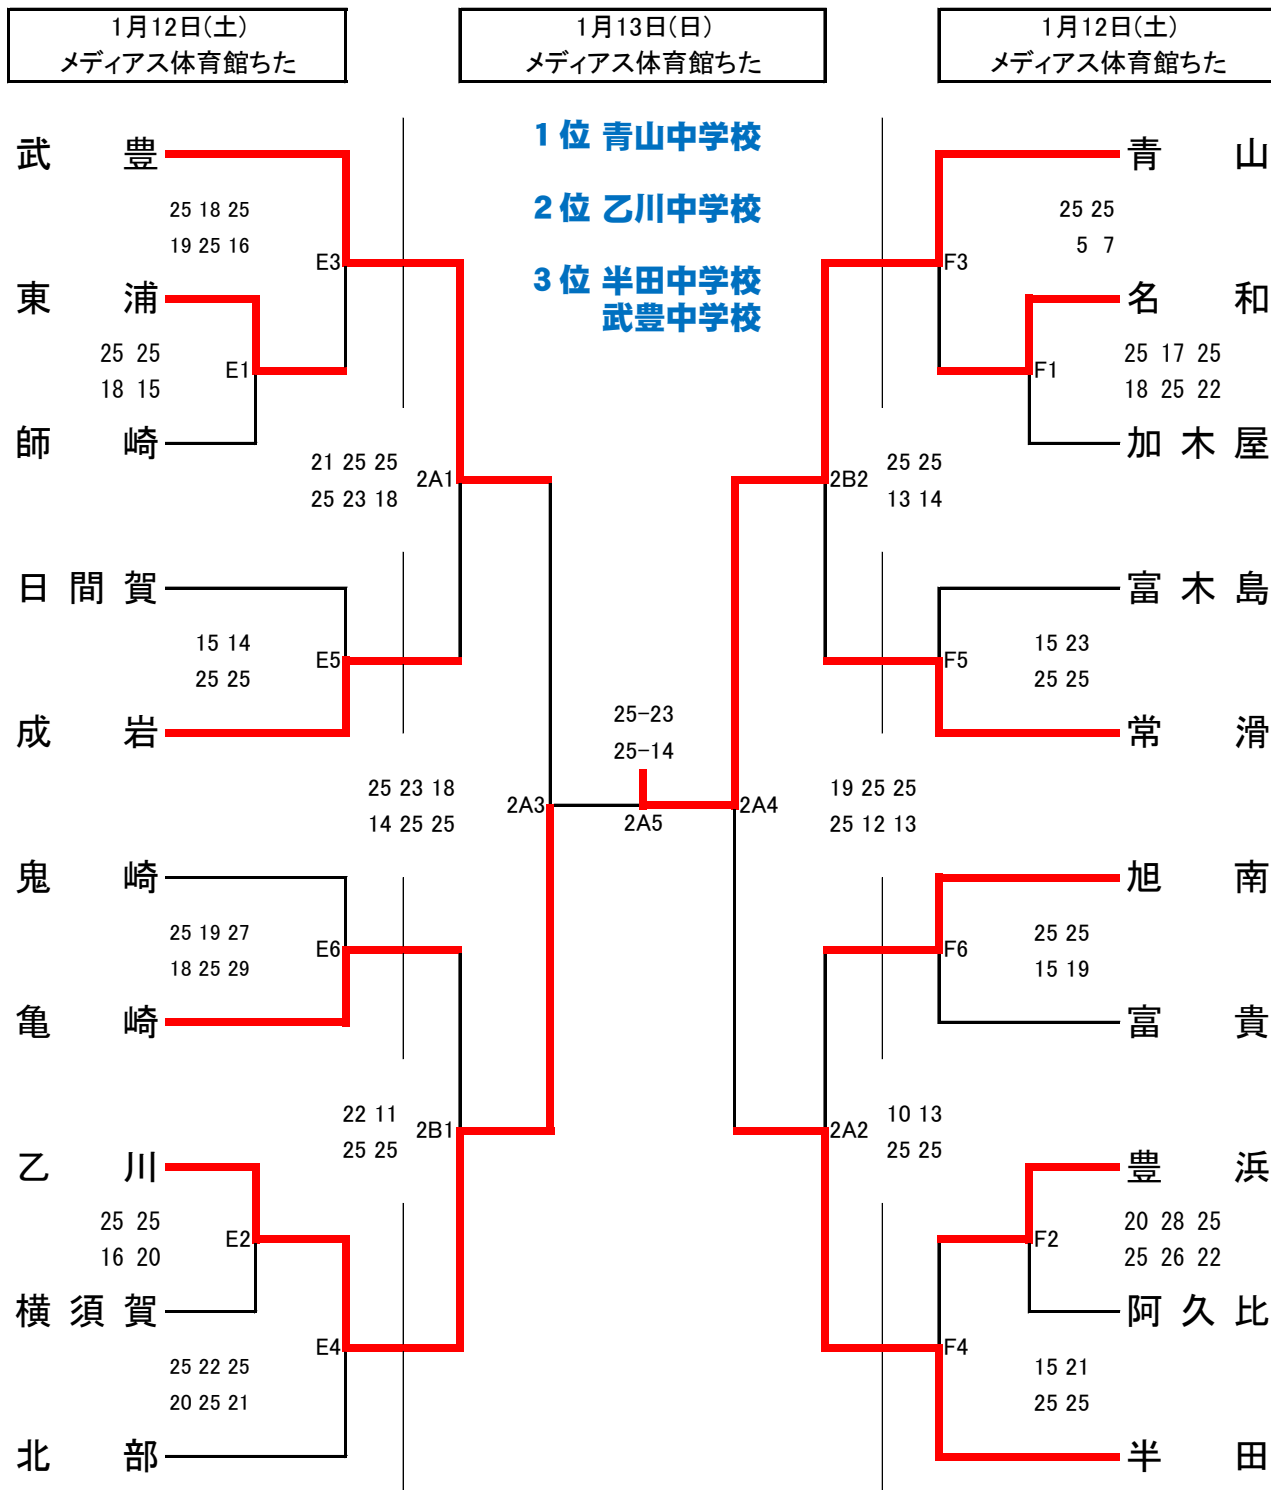 1月12日(土)
メディアス体育館ちた
1月13日(日)
メディアス体育館ちた
1月12日(土)
メディアス体育館ちた
1位 青山中学校
2位 乙川中学校
3位 半田中学校
武豊中学校
武豊
25 18 25
19 25 16
E3
東浦
25 25
18 15
E1
師崎
21 25 25
25 23 18
2A1
日間賀
15 14
25 25
E5
成岩
25 23 18
14 25 25
2A3
鬼崎
25 19 27
18 25 29
E6
亀崎
22 11
25 25
2B1
乙川
25 25
16 20
E2
横須賀
E4
25 22 25
20 25 21
北部
25-23
25-14
2A5
青山
25 25
5 7
F3
名和
25 17 25
18 25 22
F1
加木屋
2B2
25 25
13 14
富木島
15 23
25 25
F5
常滑
2A4
19 25 25
25 12 13
旭南
25 25
15 19
F6
富貴
2A2
10 13
25 25
豊浜
20 28 25
25 26 22
F2
阿久比
F4
15 21
25 25
半田